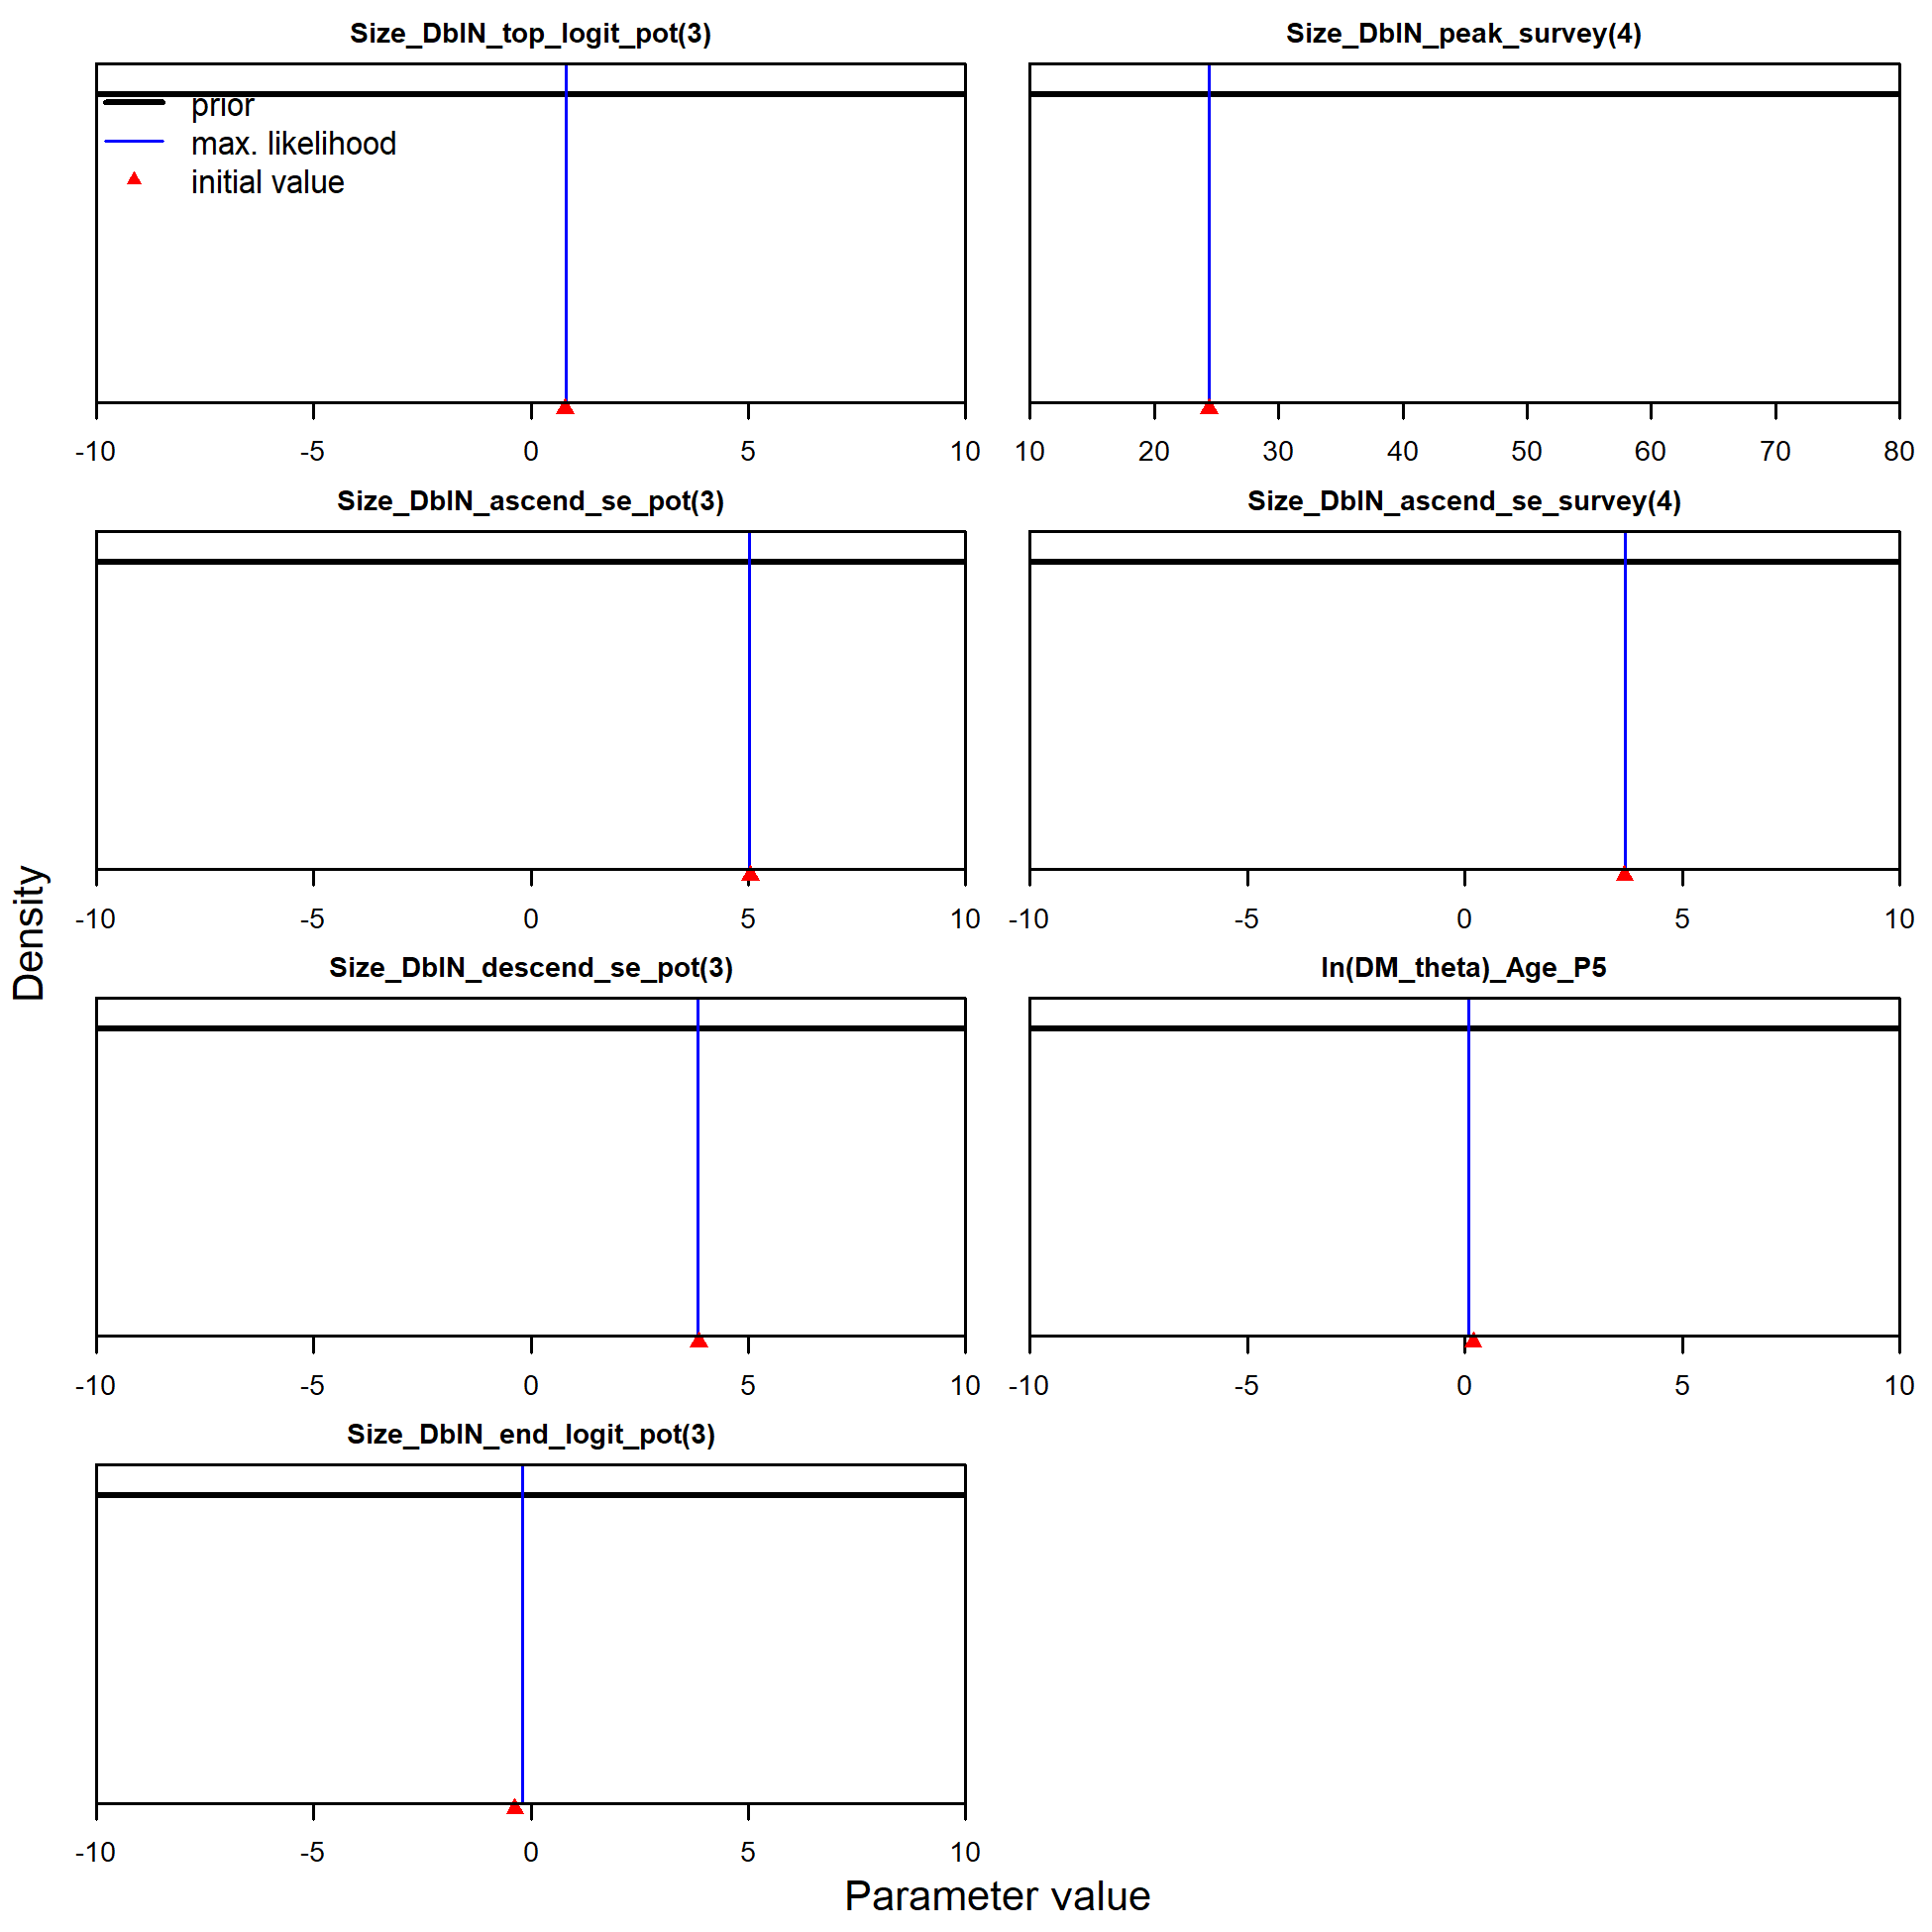 Size_DblN_top_logit_pot(3)
prior
max. likelihood
initial value
-10 -5 0 5 10
Size_DblN_peak_survey(4)
10 20 30 40 50 60 70 80
Size_DblN_ascend_se_pot(3)
-10 -5 0 5 10
Size_DblN_ascend_se_survey(4)
-10 -5 0 5 10
Size_DblN_descend_se_pot(3)
-10 -5 0 5 10
ln(DM_theta)_Age_P5
-10 -5 0 5 10
Size_DblN_end_logit_pot(3)
-10 -5 0 5 10
Density
Parameter value